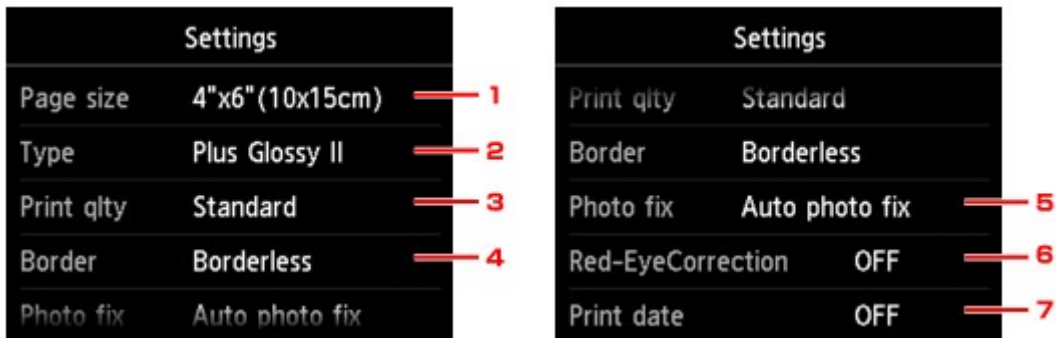 Settings
Page size 4"x6"(10x15cm) 1
Type Plus Glossy II 2
Print qlty Standard 3
Border Borderless 4
Photo fix Auto photo fix
Settings
Print qlty Standard
Border Borderless
Photo fix Auto photo fix 5
Red-EyeCorrection OFF 6
Print date OFF 7